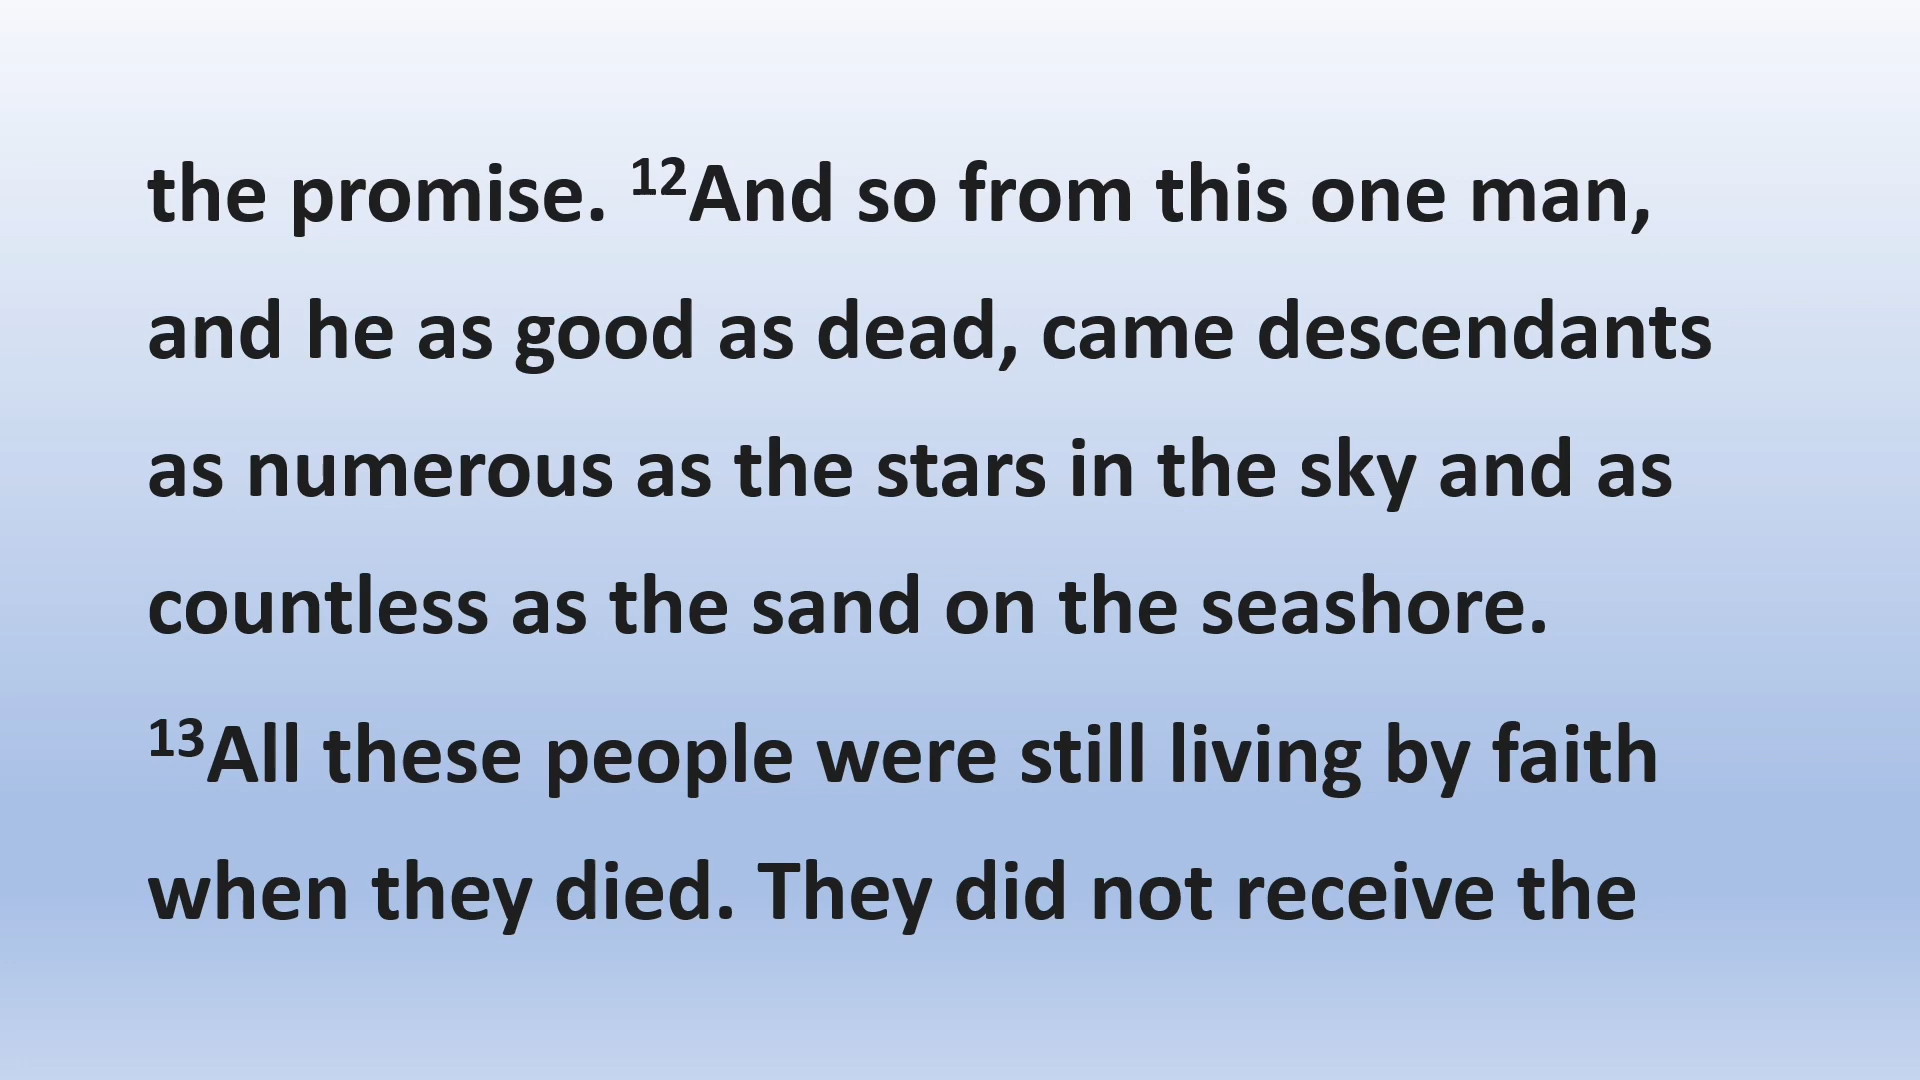 the promise. ¹²And so from this one man,
and he as good as dead, came descendants
as numerous as the stars in the sky and as
countless as the sand on the seashore.
¹³All these people were still living by faith
when they died. They did not receive the